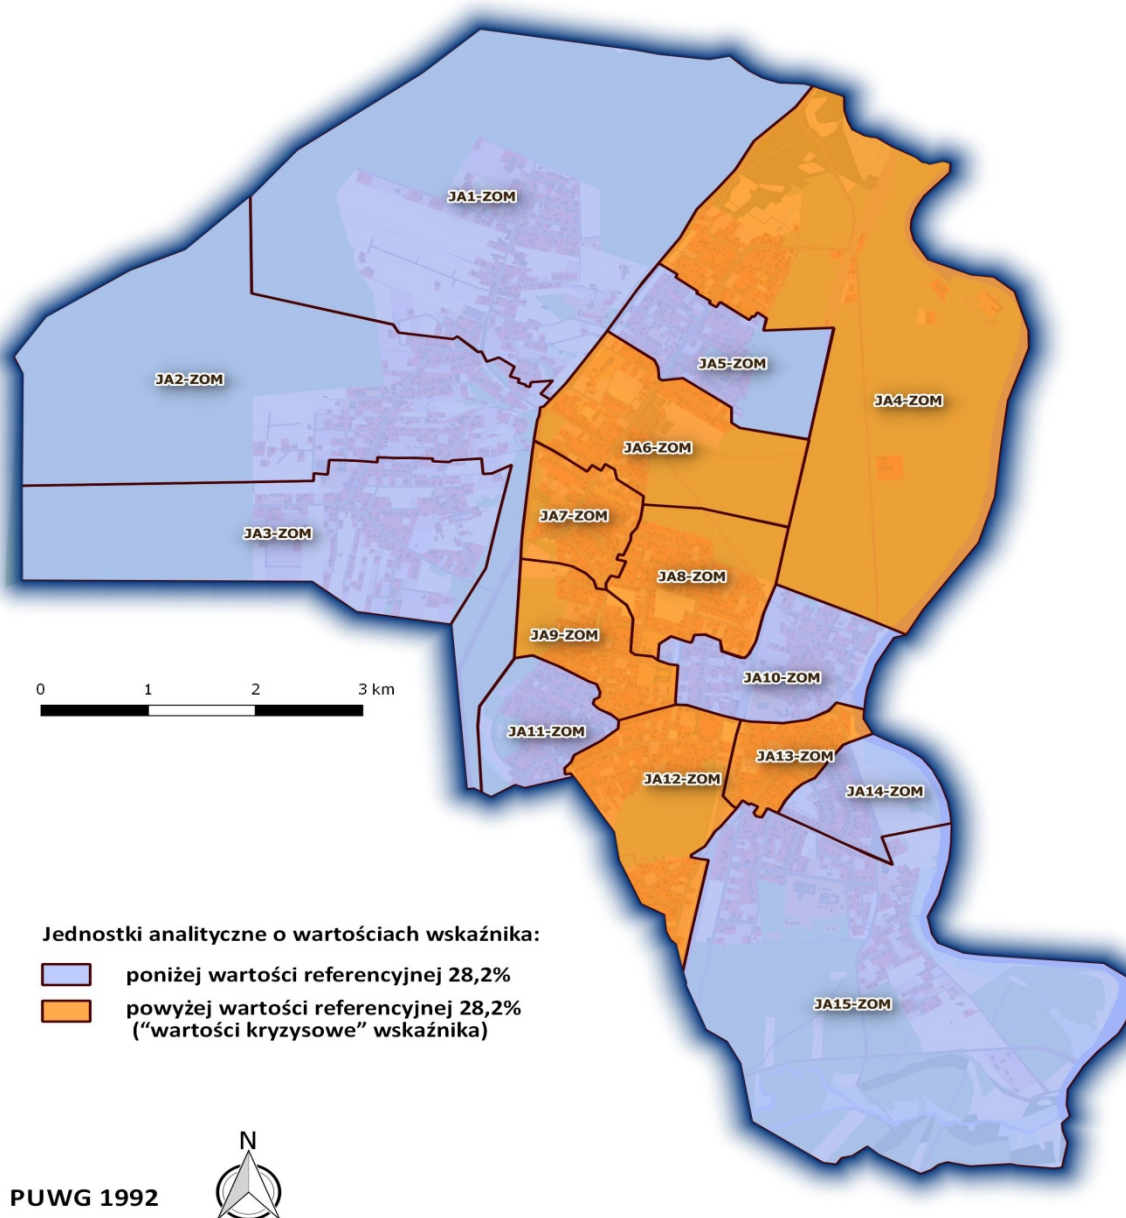 JA1-ZOM
JA5-ZOM
JA2-ZOM
JA4-ZOM
JA6-ZOM
JA7-ZOM
JA3-ZOM
JA8-ZOM
JA9-ZOM
JA10-ZOM
0 1 2 3 km
JA11-ZOM
JA13-ZOM
JA12-ZOM
JA14-ZOM
Jednostki analityczne o wartościach wskaźnika:
poniżej wartości referencyjnej 28,2%
powyżej wartości referencyjnej 28,2%
(“wartości kryzysowe” wskaźnika)
JA15-ZOM
N
PUWG 1992